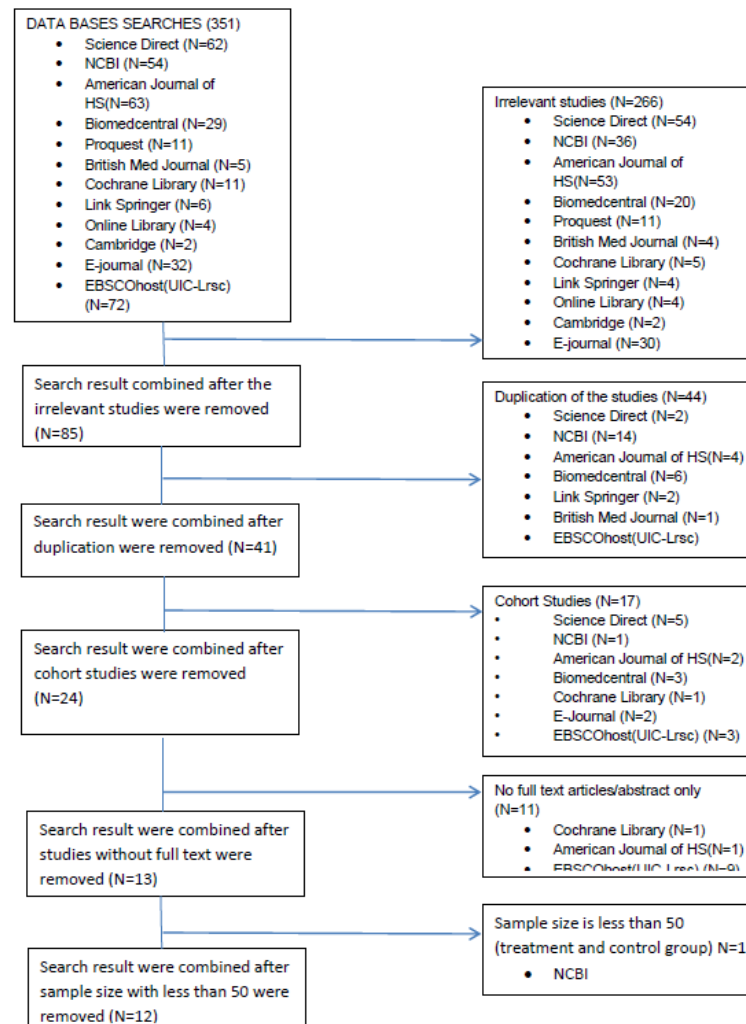 DATA BASES SEARCHES (351)
• Science Direct (N=62)
• NCBI (N=54)
• American Journal of
HS(N=63)
• Biomedcentral (N=29)
• Proquest (N=11)
• British Med Journal (N=5)
• Cochrane Library (N=11)
• Link Springer (N=6)
• Online Library (N=4)
• Cambridge (N=2)
• E-journal (N=32)
• EBSCOhost(UIC-Lrsc)
(N=72)
Irrelevant studies (N=266)
• Science Direct (N=54)
• NCBI (N=36)
• American Journal of
HS(N=53)
• Biomedcentral (N=20)
• Proquest (N=11)
• British Med Journal (N=4)
• Cochrane Library (N=5)
• Link Springer (N=4)
• Online Library (N=4)
• Cambridge (N=2)
• E-journal (N=30)
Search result combined after the
irrelevant studies were removed
(N=85)
Duplication of the studies (N=44)
• Science Direct (N=2)
• NCBI (N=14)
• American Journal of HS(N=4)
• Biomedcentral (N=6)
• Link Springer (N=2)
• British Med Journal (N=1)
• EBSCOhost(UIC-Lrsc)
Search result were combined after
duplication were removed (N=41)
Cohort Studies (N=17)
• Science Direct (N=5)
• NCBI (N=1)
• American Journal of HS(N=2)
• Biomedcentral (N=3)
• Cochrane Library (N=1)
• E-Journal (N=2)
• EBSCOhost(UIC-Lrsc) (N=3)
Search result were combined after
cohort studies were removed
(N=24)
No full text articles/abstract only
(N=11)
• Cochrane Library (N=1)
• American Journal of HS(N=1)
• EBSCOhost(UIC-Lrsc) (N=9)
Search result were combined after
studies without full text were
removed (N=13)
Sample size is less than 50
(treatment and control group) N=1
• NCBI
Search result were combined after
sample size with less than 50 were
removed (N=12)